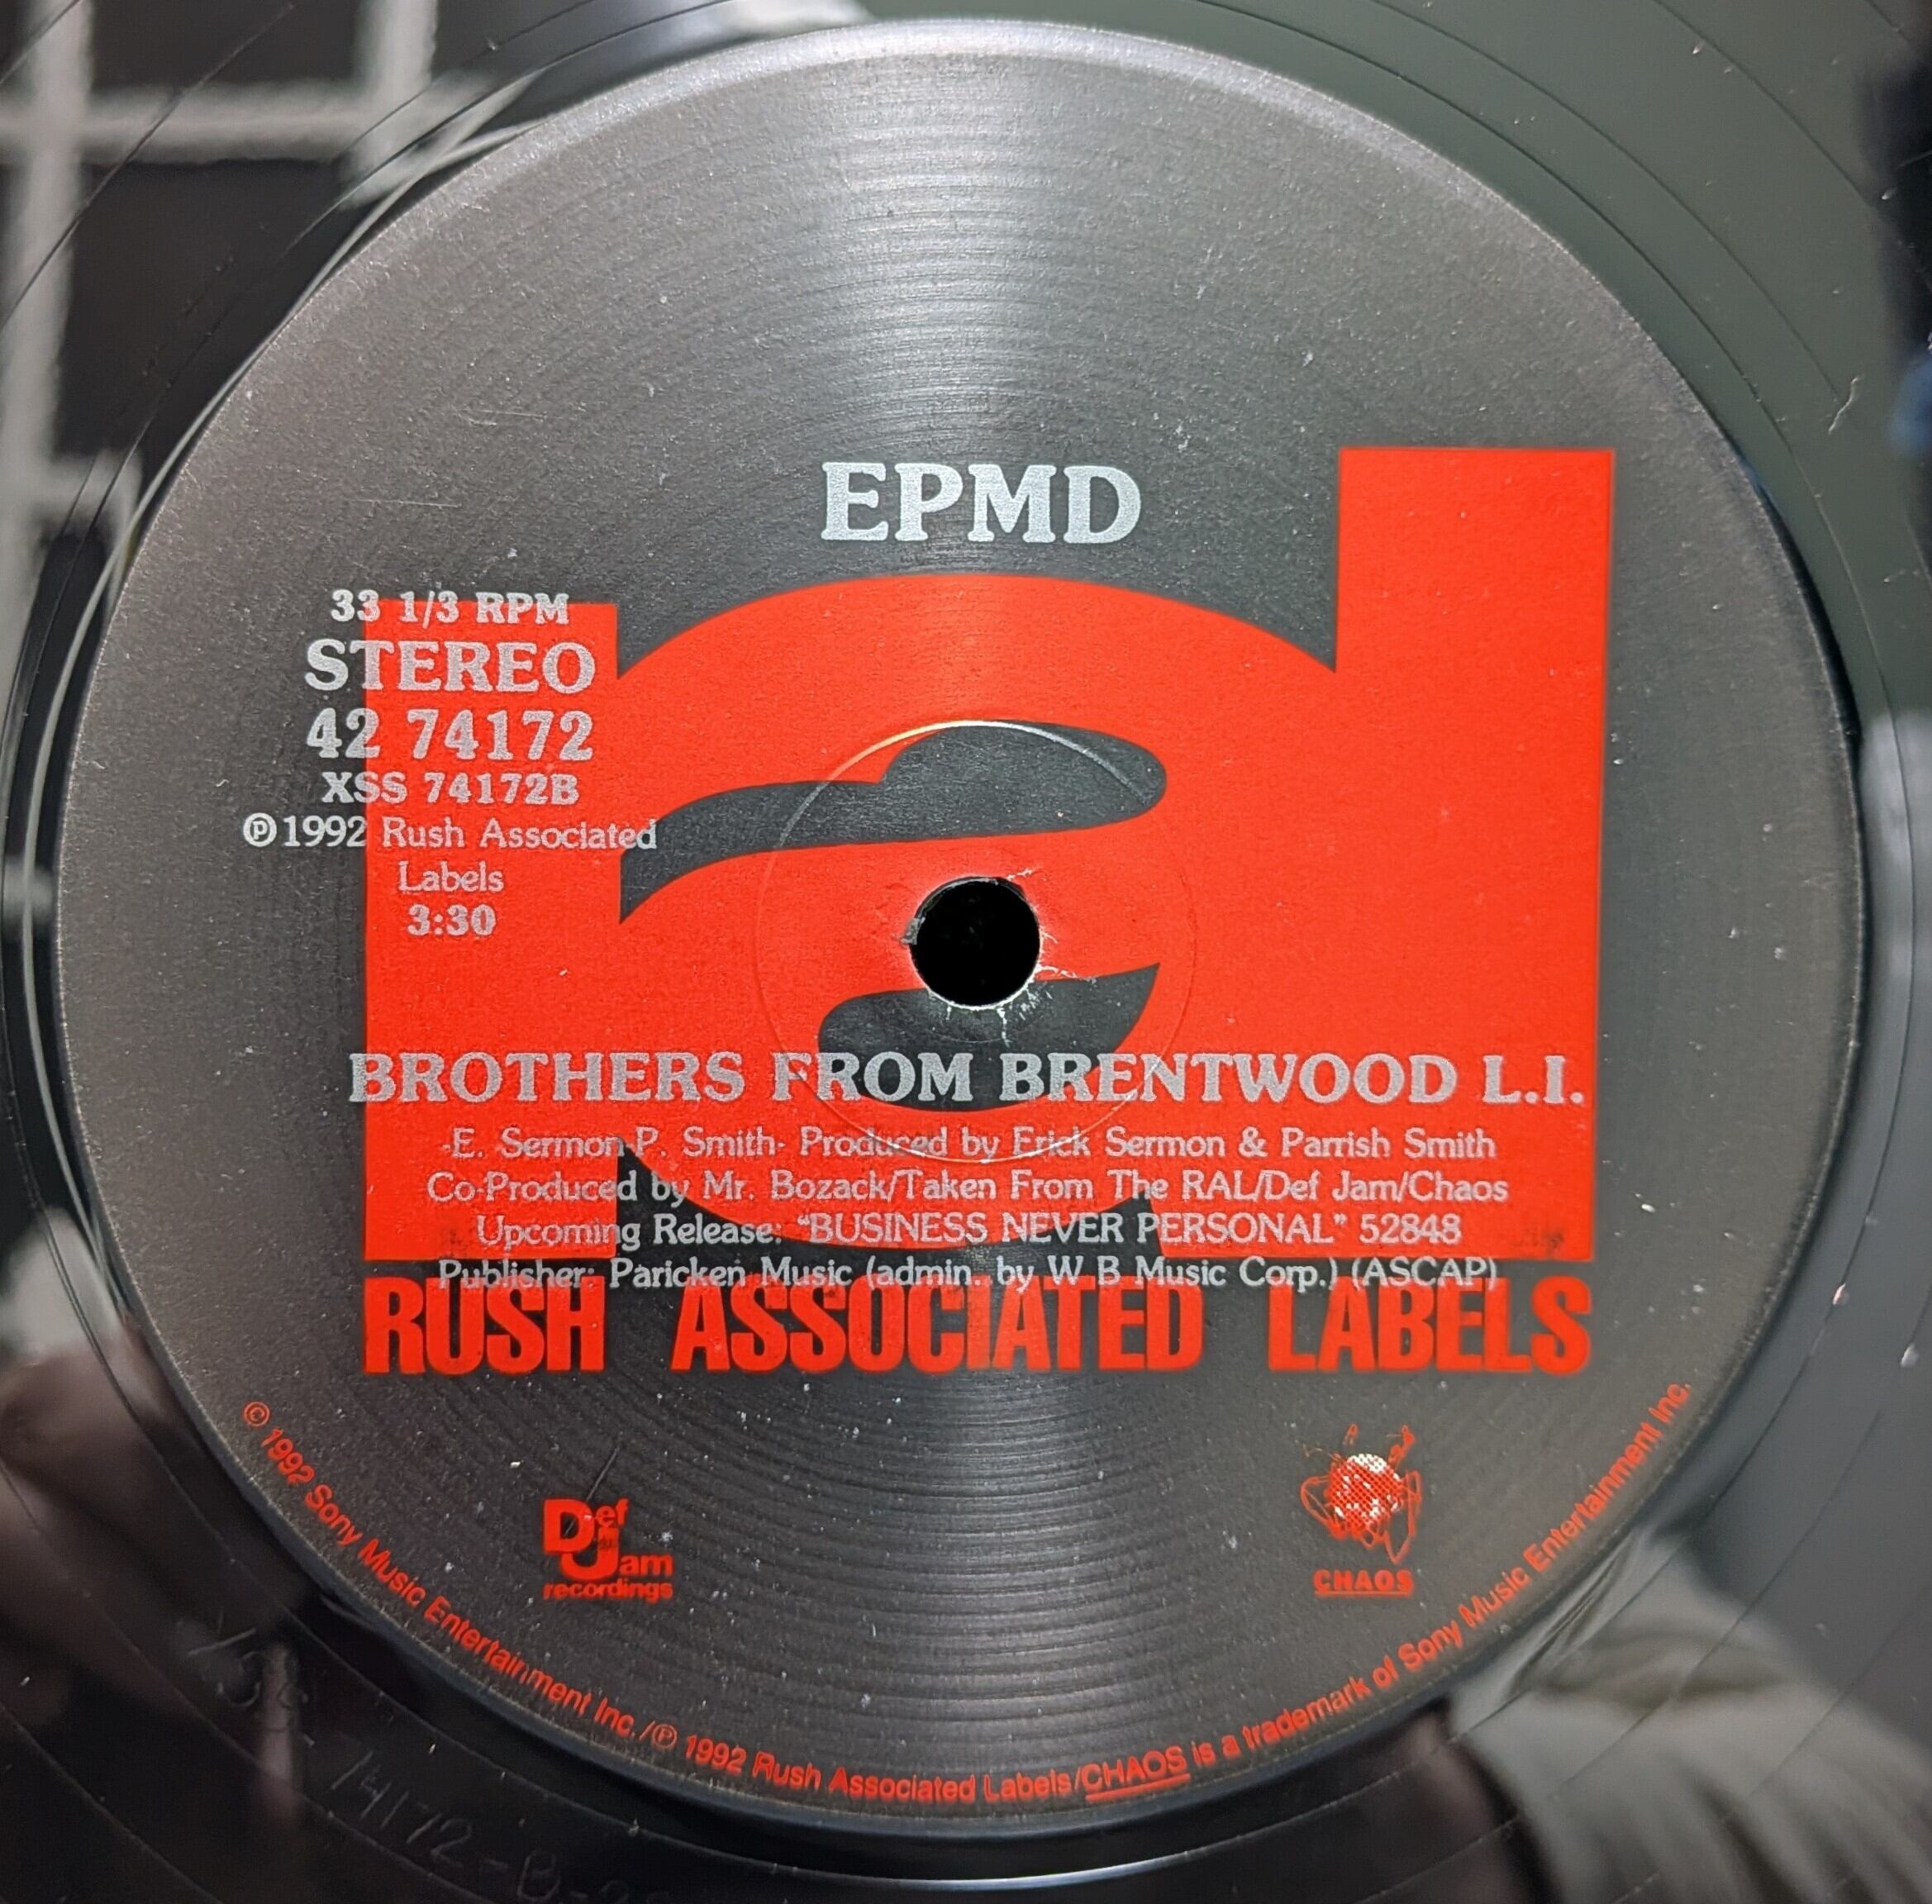 EPMD
33 1/3 RPM
STEREO
42 74172
XSS 74172B
℗1992 Rush Associated
Labels
3:30
BROTHERS FROM BRENTWOOD L.I.
-E. Sermon-P. Smith- Produced by Erick Sermon & Parrish Smith
Co-Produced by Mr. Bozack/Taken From The RAL/Def Jam/Chaos
Upcoming Release: “BUSINESS NEVER PERSONAL” 52848
Publisher: Paricken Music (admin. by W B Music Corp.) (ASCAP)
RUSH ASSOCIATED LABELS
Def
Jam
recordings
CHAOS
© 1992 Sony Music Entertainment Inc./℗ 1992 Rush Associated Labels/CHAOS is a trademark of Sony Music Entertainment Inc.